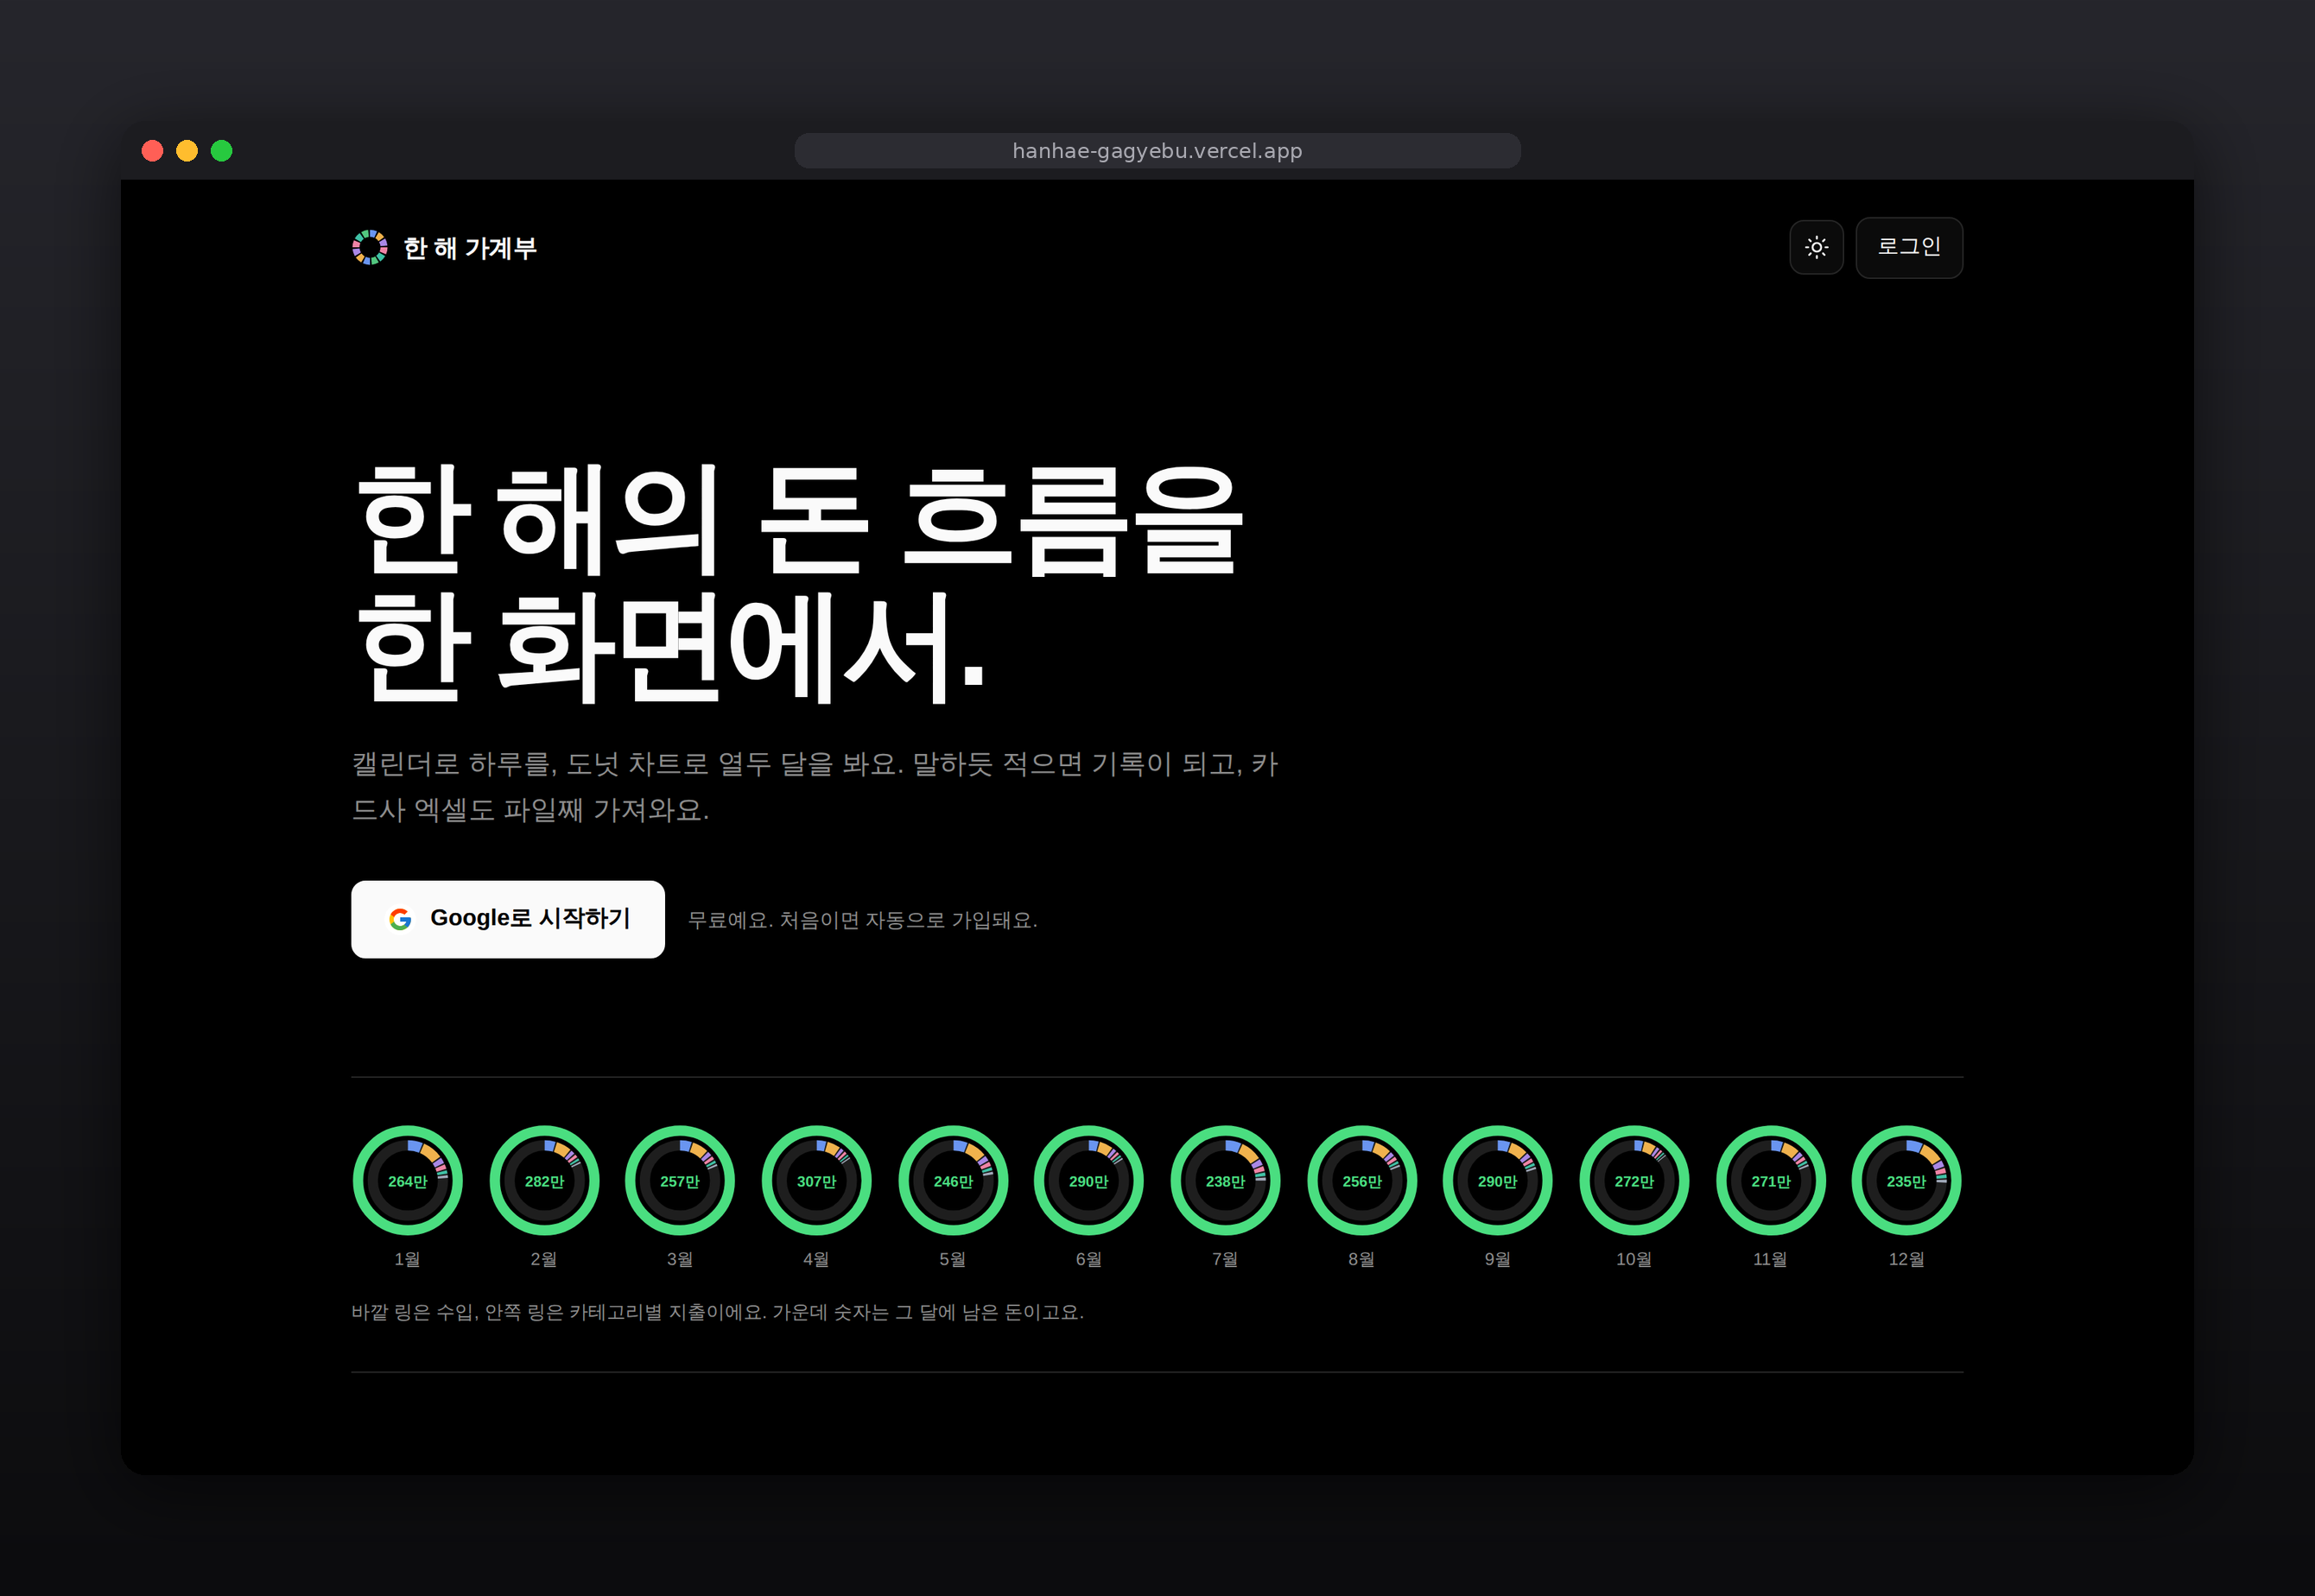 hanhae-gagyebu.vercel.app
한 해 가계부
로그인
한 해의 돈 흐름을
한 화면에서.
캘린더로 하루를, 도넛 차트로 열두 달을 봐요. 말하듯 적으면 기록이 되고, 카
드사 엑셀도 파일째 가져와요.
Google로 시작하기
무료예요. 처음이면 자동으로 가입돼요.
264만 282만 257만 307만 246만 290만 238만 256만 290만 272만 271만 235만
1월 2월 3월 4월 5월 6월 7월 8월 9월 10월 11월 12월
바깥 링은 수입, 안쪽 링은 카테고리별 지출이에요. 가운데 숫자는 그 달에 남은 돈이고요.